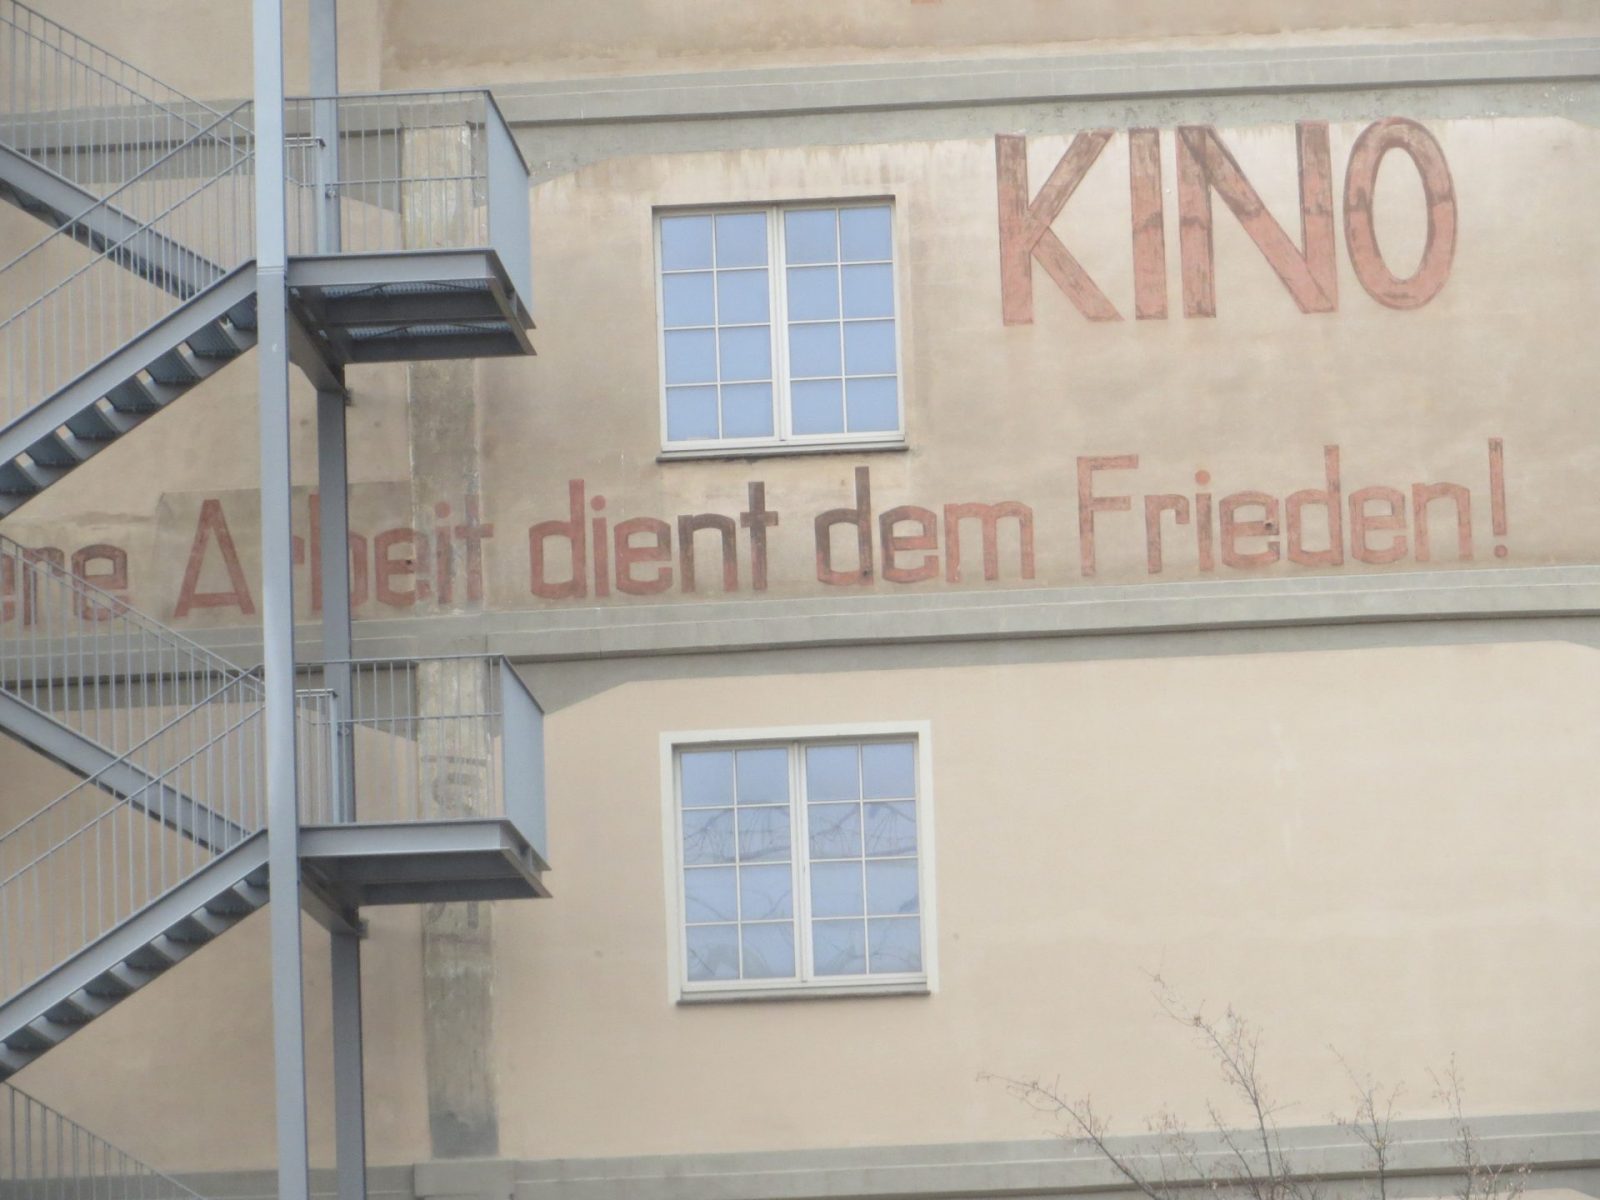 KINO
Arbeit dient dem Frieden!